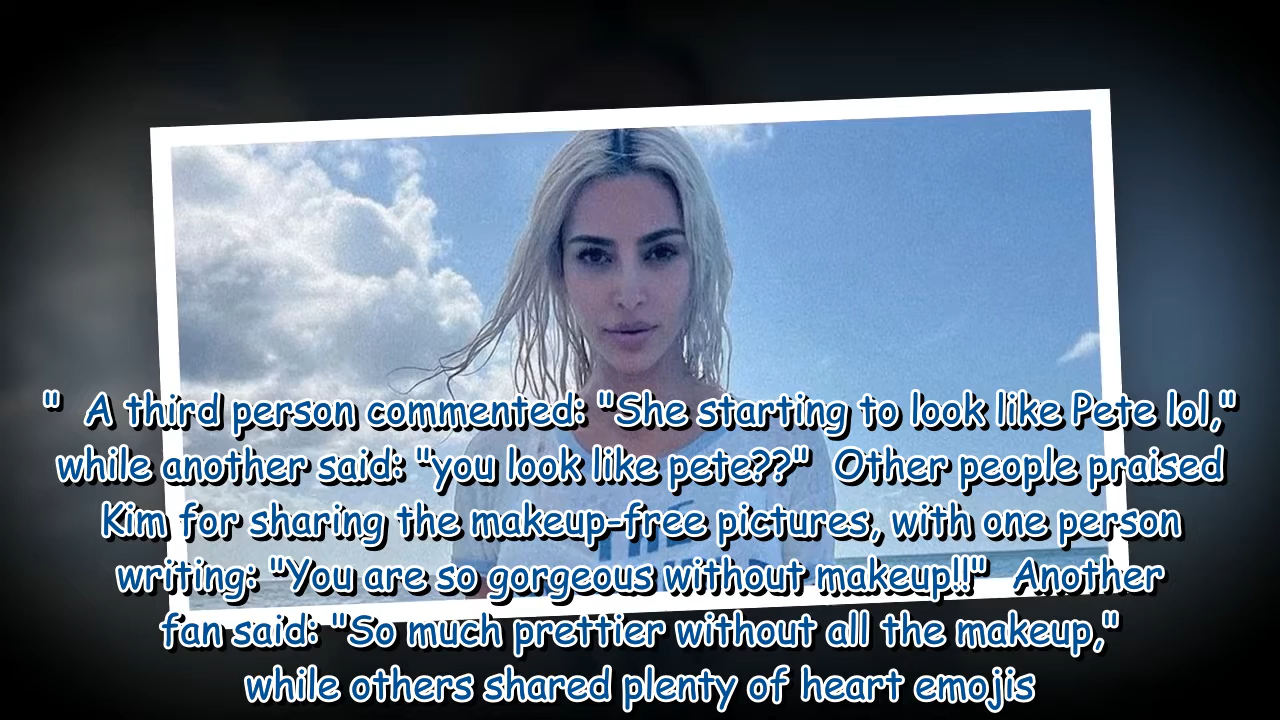 "  A third person commented: "She starting to look like Pete lol,"
while another said: "you look like pete??"  Other people praised
Kim for sharing the makeup-free pictures, with one person
writing: "You are so gorgeous without makeup!!"  Another
fan said: "So much prettier without all the makeup,"
while others shared plenty of heart emojis